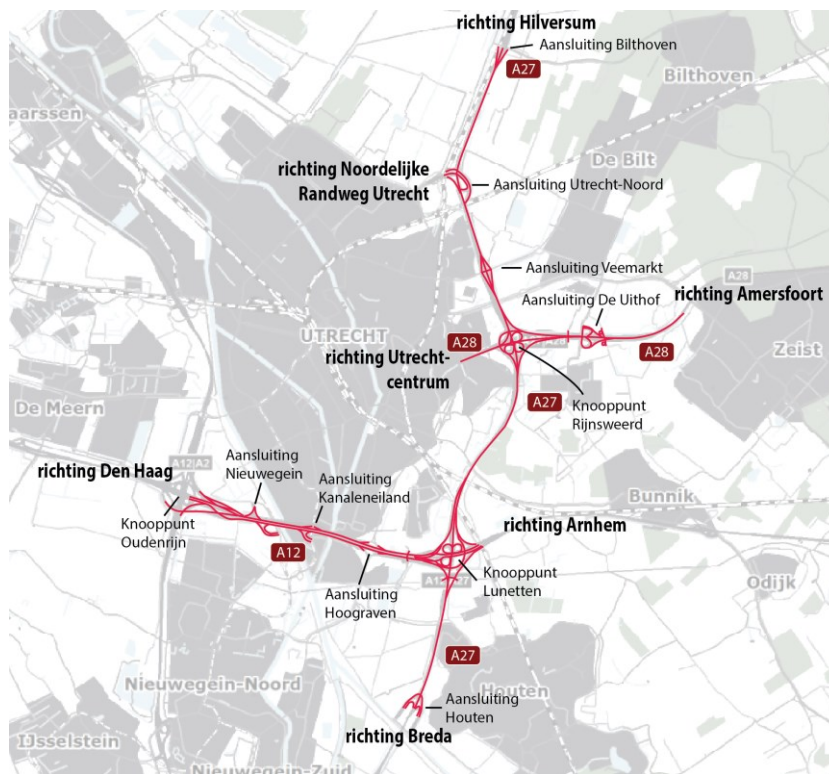 richting Hilversum
Aansluiting Bilthoven
A27
Bilthoven
aarssen
De Bilt
richting Noordelijke
Randweg Utrecht
Aansluiting Utrecht-Noord
Aansluiting Veemarkt
A28
Aansluiting De Uithof
richting Amersfoort
UTRECHT
A28
richting Utrecht-
centrum
A28
Zeist
A27
Knooppunt
Rijnsweerd
De Meern
Aansluiting
Nieuwegein
A12|A2
richting Den Haag
Aansluiting
Kanaleneiland
Bunnik
Knooppunt
Oudenrijn
richting Arnhem
A12
Knooppunt
Lunetten
Odijk
Aansluiting
Hoograven
A27
Nieuwegein-Noord
Aansluiting
Houten
Houten
richting Breda
IJsselstein
Nieuwegein-Zuid